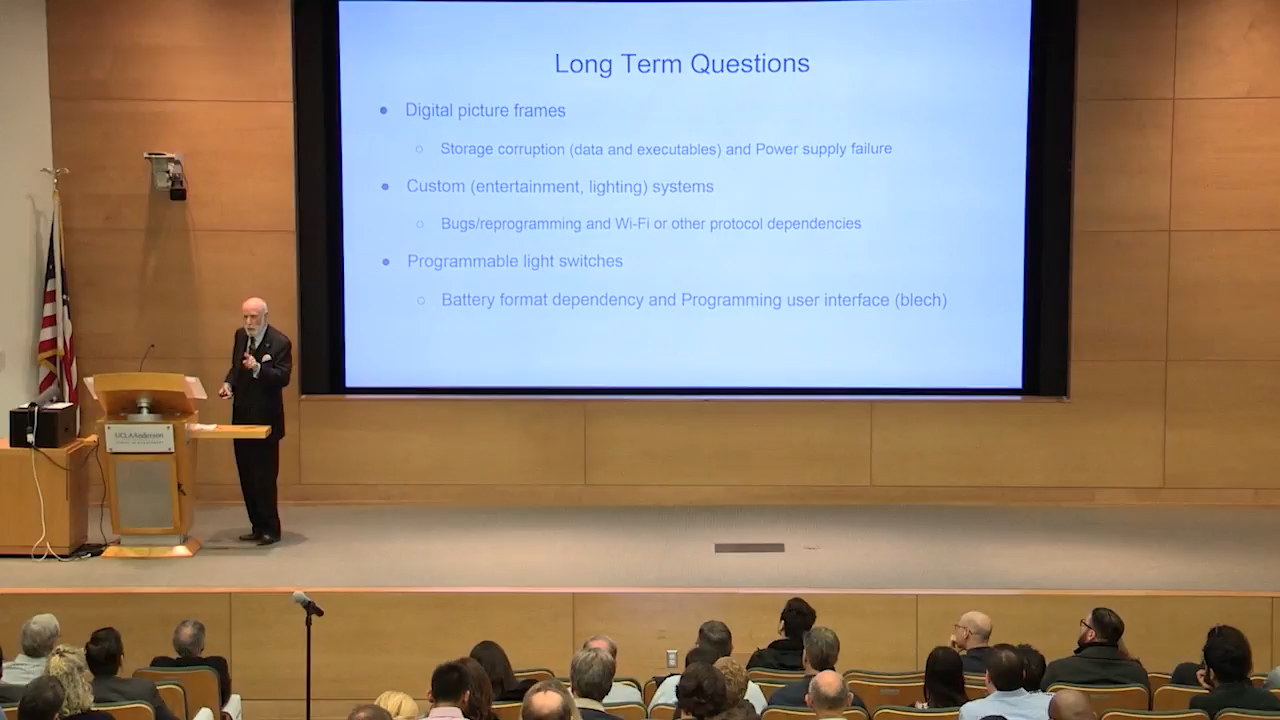 Long Term Questions
● Digital picture frames
○ Storage corruption (data and executables) and Power supply failure
● Custom (entertainment, lighting) systems
○ Bugs/reprogramming and Wi-Fi or other protocol dependencies
● Programmable light switches
○ Battery format dependency and Programming user interface (blech)
UCLA Anderson